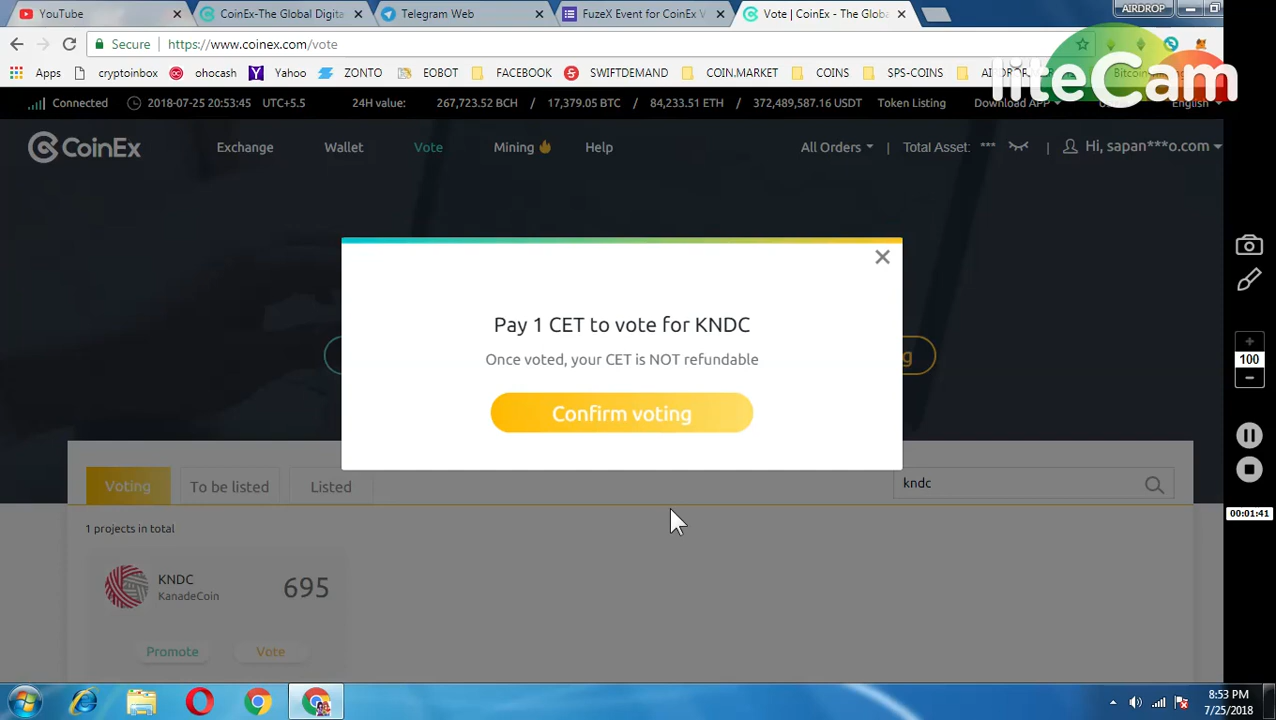 YouTube
CoinEx-The Global Digita
Telegram Web
FuzeX Event for CoinEx V
Vote | CoinEx - The Globa
AIRDROP
Secure
https://www.coinex.com/vote
Apps
cryptoinbox
ohocash
Yahoo
ZONTO
EOBOT
FACEBOOK
SWIFTDEMAND
COIN.MARKET
COINS
SPS-COINS
liteCam
Connected
2018-07-25 20:53:45
UTC+5.5
24H value:
267,723.52 BCH
/ 17,379.05 BTC
/ 84,233.51 ETH
/ 372,489,587.16 USDT
Token Listing
Download APP
English
CoinEx
Exchange
Wallet
Vote
Mining
Help
All Orders
Total Asset: ***
Hi, sapan***o.com
Pay 1 CET to vote for KNDC
Once voted, your CET is NOT refundable
Confirm voting
g
Voting
To be listed
Listed
kndc
1 projects in total
KNDC
KanadeCoin
695
Promote
Vote
100
00:01:41
8:53 PM
7/25/2018